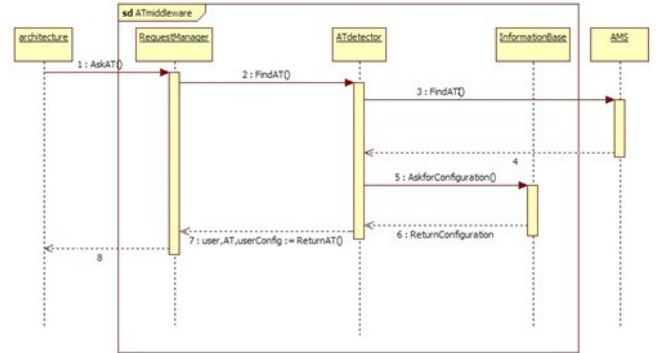 sd ATmiddleware
architecture
RequestManager
ATdetector
InformationBase
AMS
1 : AskAT()
2 : FindAT()
3 : FindAT()
4
5 : AskforConfiguration()
6 : ReturnConfiguration
7 : user,AT,userConfig := ReturnAT()
8